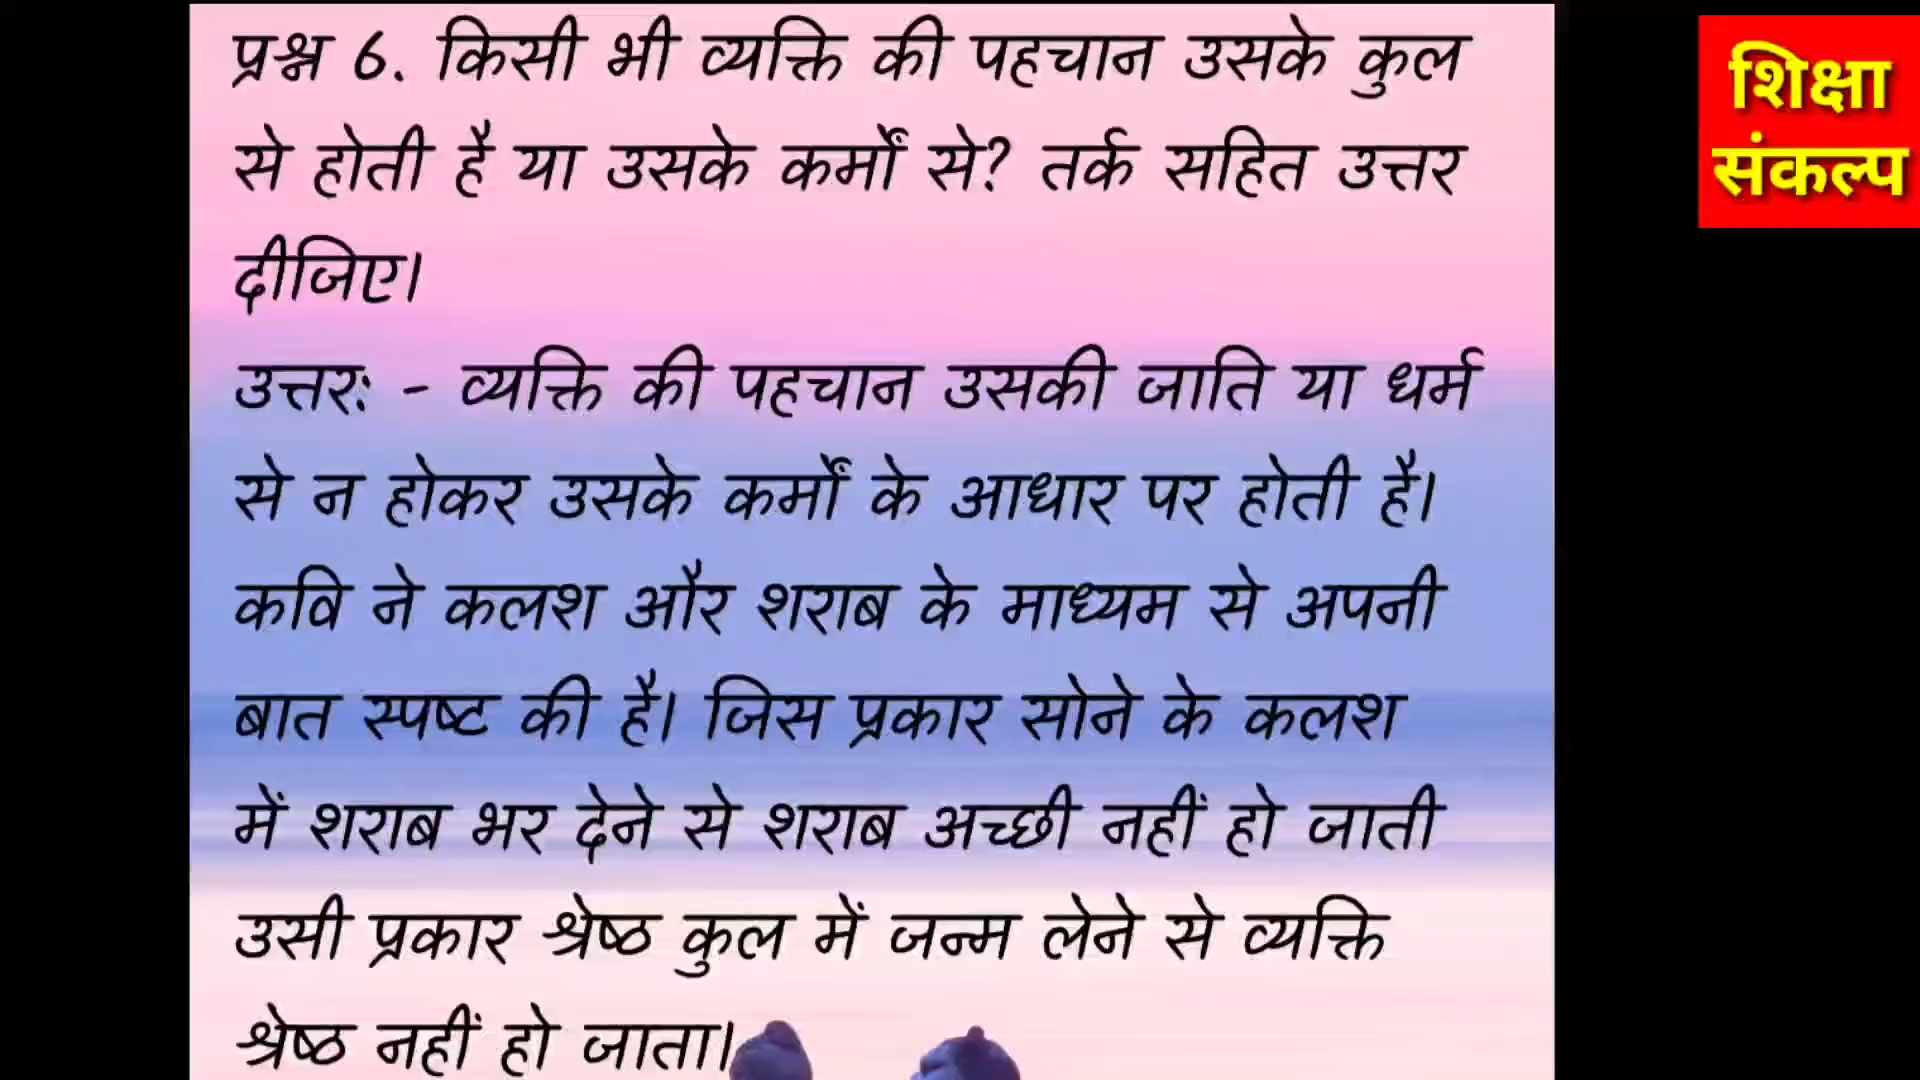 प्रश्न 6. किसी भी व्यक्ति की पहचान उसके कुल
से होती है या उसके कर्मों से? तर्क सहित उत्तर
दीजिए।
उत्तर: - व्यक्ति की पहचान उसकी जाति या धर्म
से न होकर उसके कर्मों के आधार पर होती है।
कवि ने कलश और शराब के माध्यम से अपनी
बात स्पष्ट की है। जिस प्रकार सोने के कलश
में शराब भर देने से शराब अच्छी नहीं हो जाती
उसी प्रकार श्रेष्ठ कुल में जन्म लेने से व्यक्ति
श्रेष्ठ नहीं हो जाता।
शिक्षा
संकल्प